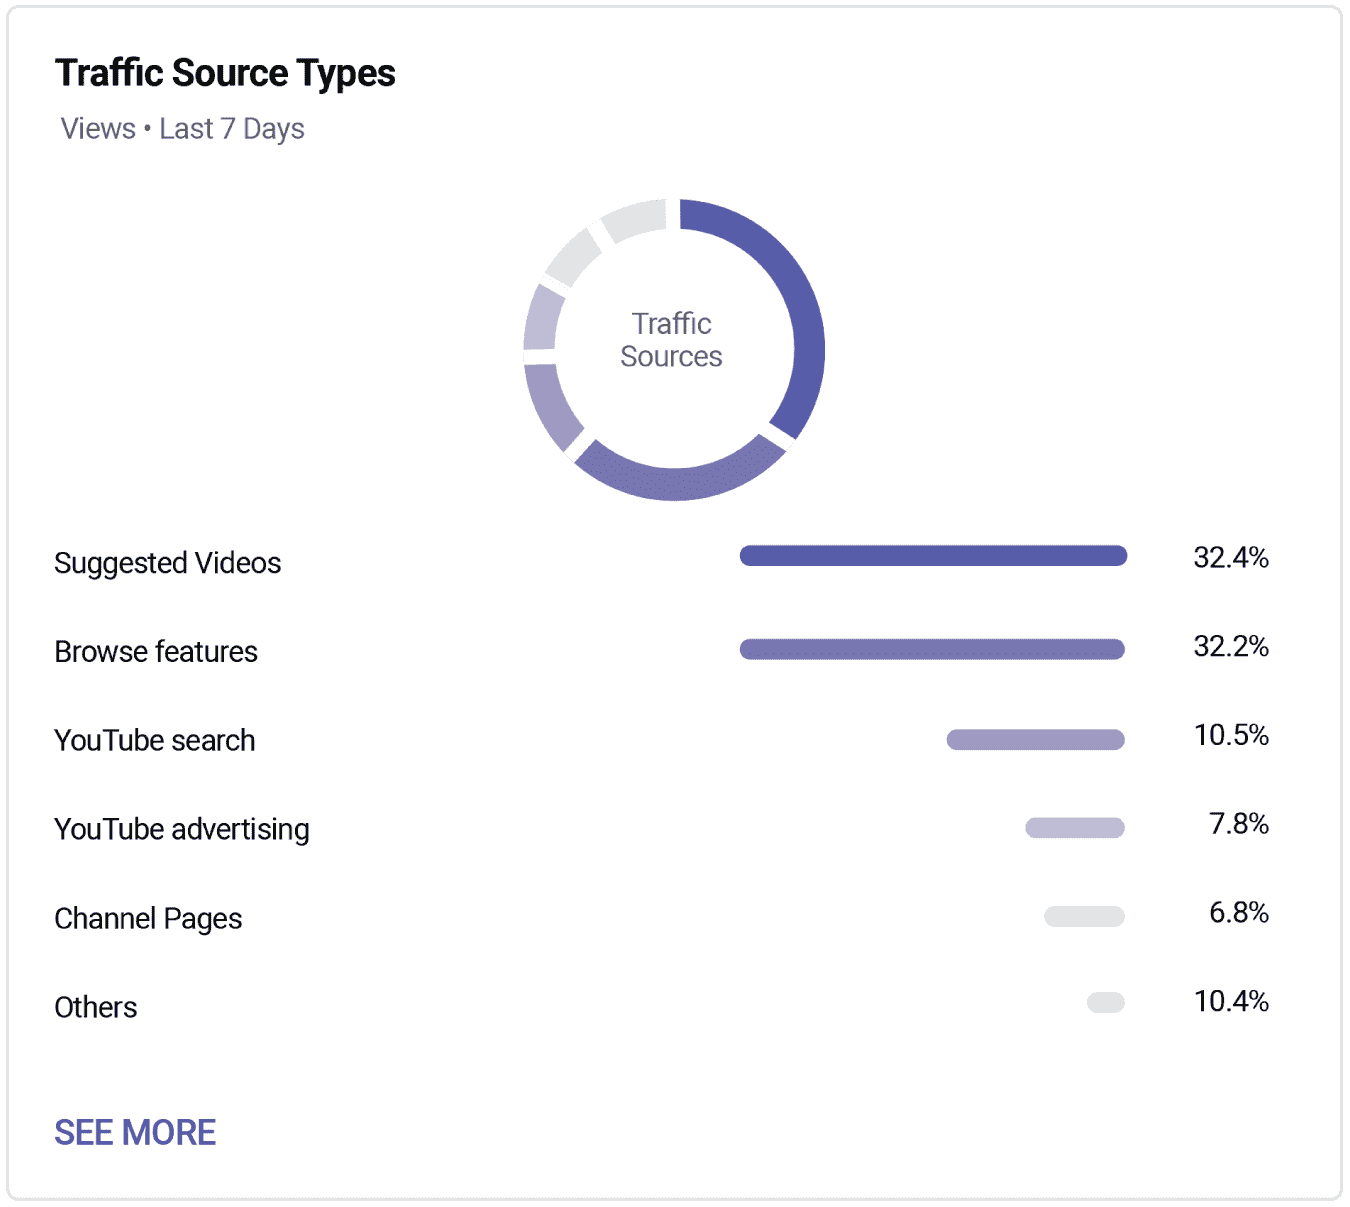 Traffic Source Types
Views • Last 7 Days
Traffic
Sources
Suggested Videos 32.4%
Browse features 32.2%
YouTube search 10.5%
YouTube advertising 7.8%
Channel Pages 6.8%
Others 10.4%
SEE MORE